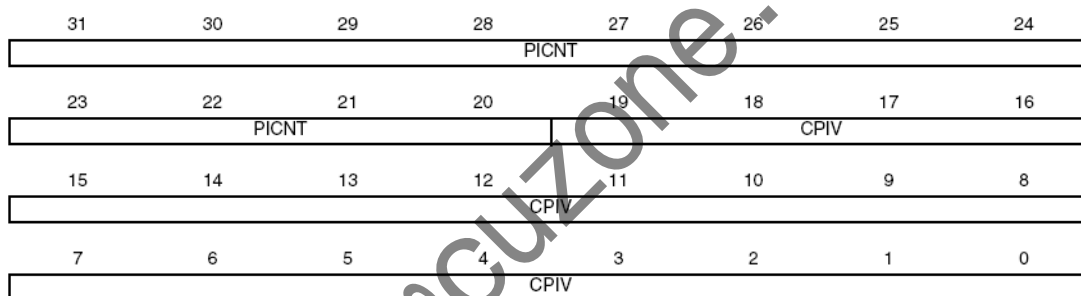 31 30 29 28 27 26 25 24
PICNT
23 22 21 20 19 18 17 16
PICNT CPIV
15 14 13 12 11 10 9 8
CPIV
7 6 5 4 3 2 1 0
CPIV
mcuzone.